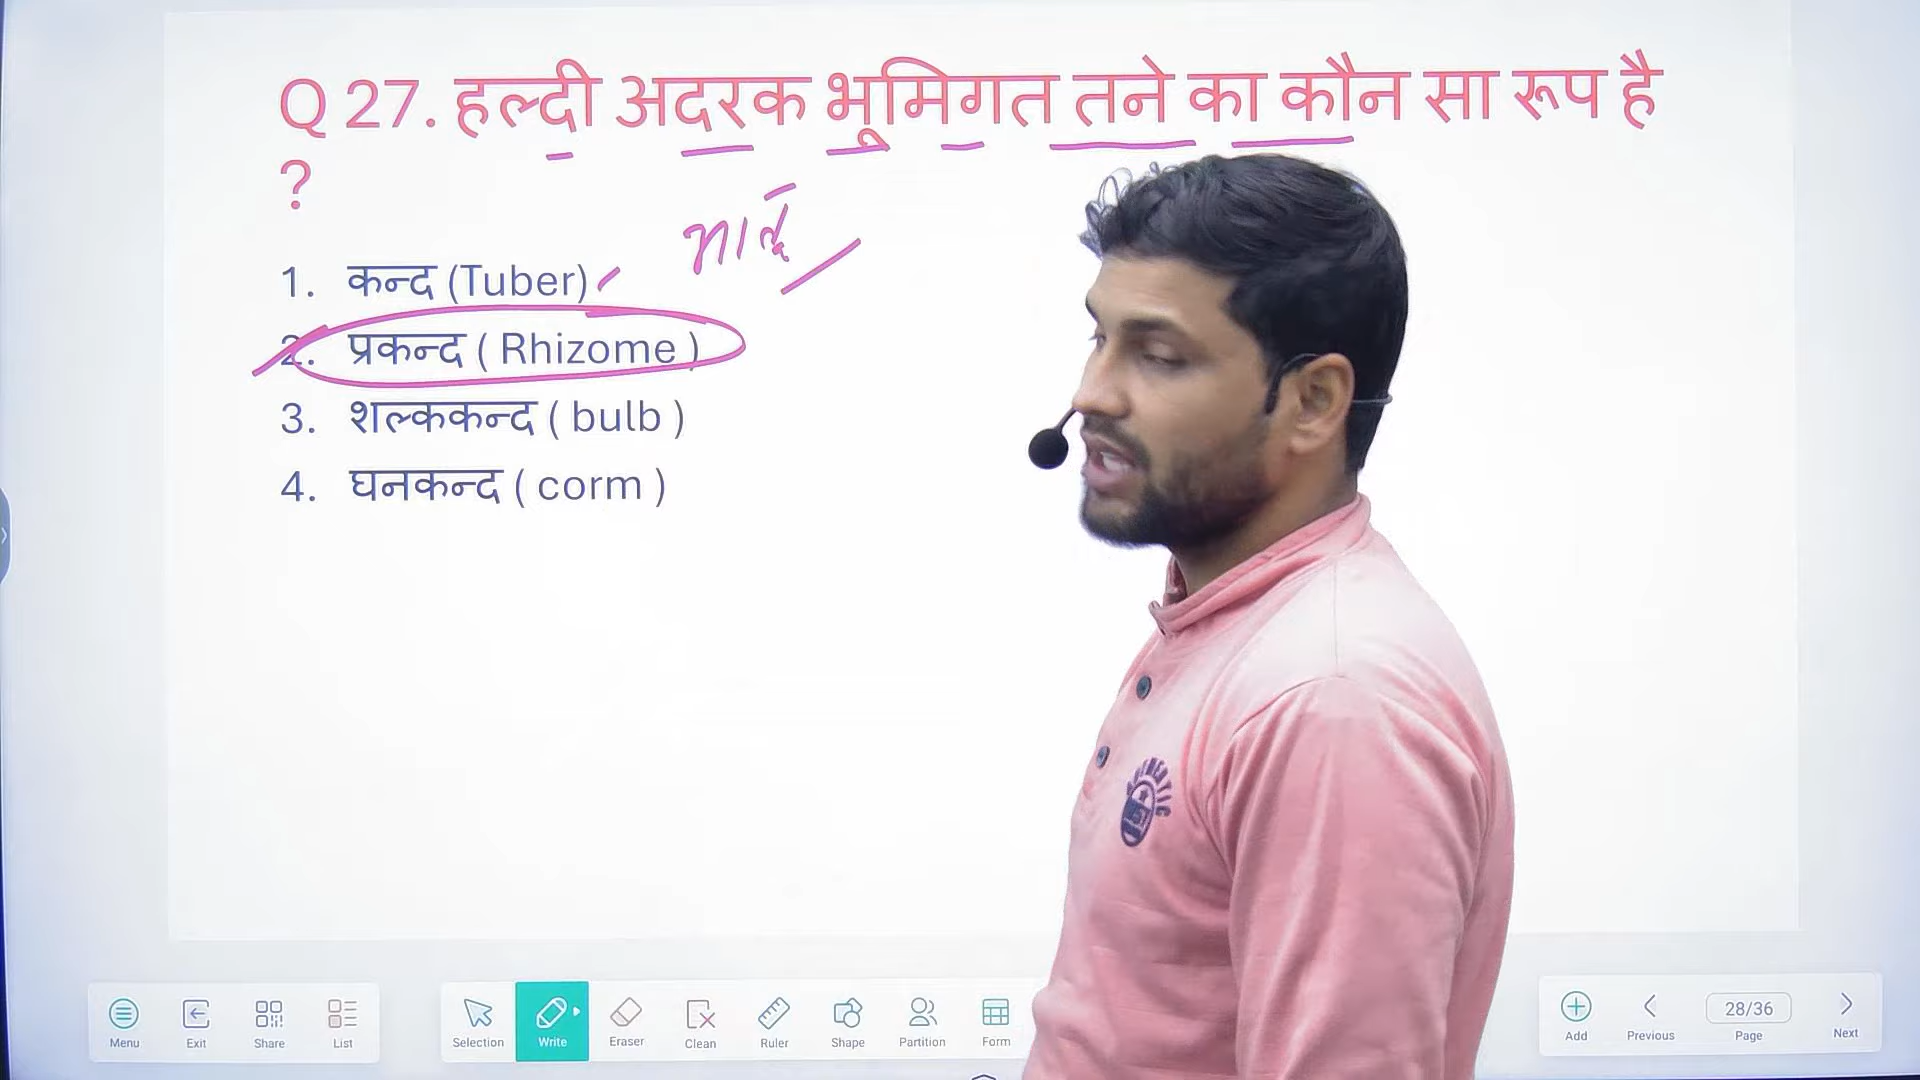 Q 27. हल्दी अदरक भूमिगत तने का कौन सा रूप है
?
1. कन्द (Tuber)
2. प्रकन्द ( Rhizome )
3. शल्ककन्द ( bulb )
4. घनकन्द ( corm )
Menu Exit Share List Selection Write Eraser Clean Ruler Shape Partition Form Add Previous 28/36 Page Next